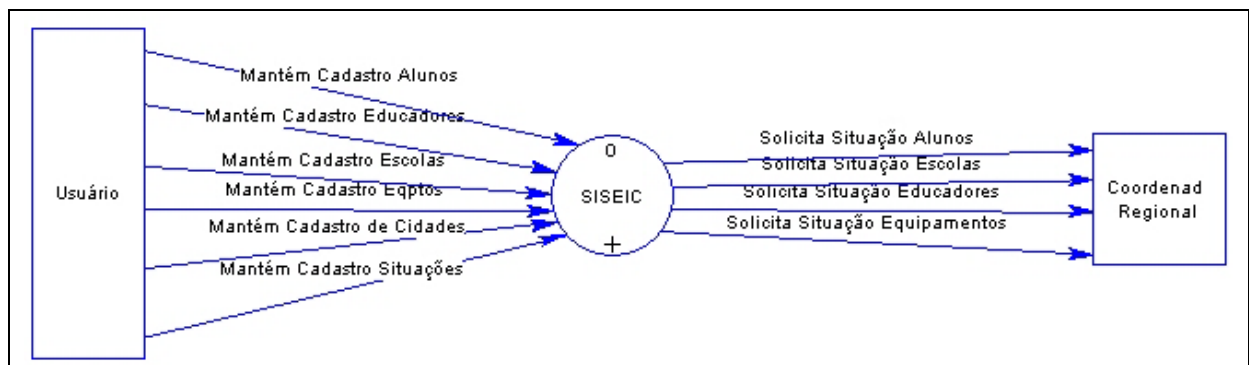 Mantém Cadastro Alunos
Mantém Cadastro Educadores
Mantém Cadastro Escolas
Mantém Cadastro Eqptos
Mantém Cadastro de Cidades
Mantém Cadastro Situações
Usuário
0
SISEIC
+
Solicita Situação Alunos
Solicita Situação Escolas
Solicita Situação Educadores
Solicita Situação Equipamentos
Coordenad
Regional